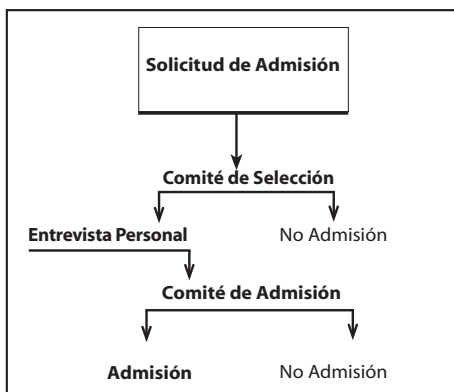 Solicitud de Admisión
Comité de Selección
Entrevista Personal
No Admisión
Comité de Admisión
Admisión
No Admisión